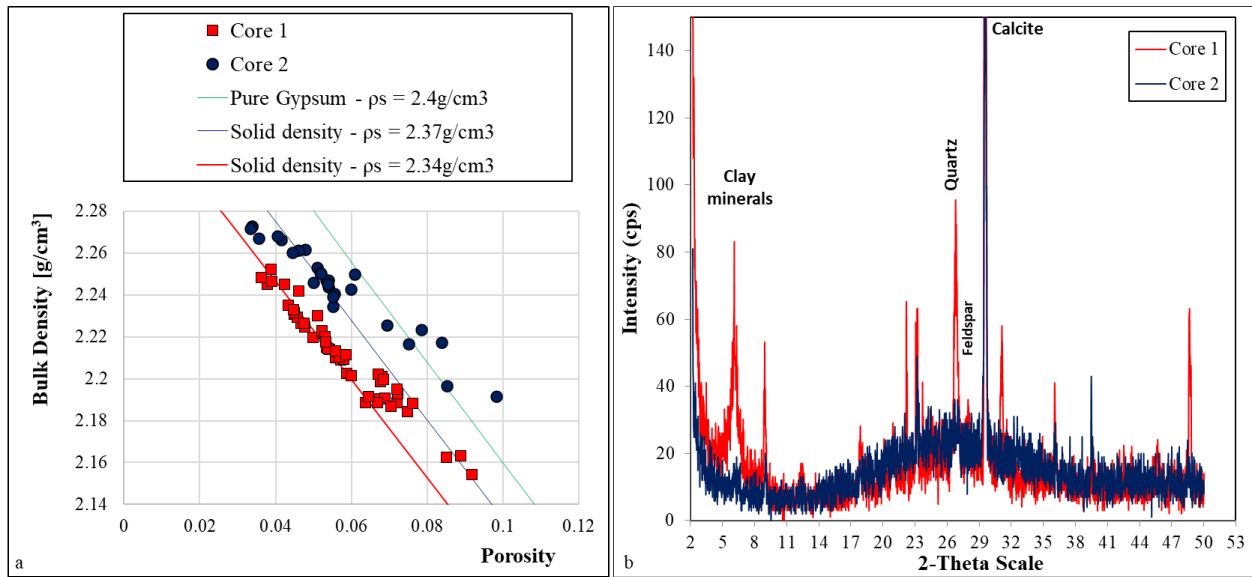 Core 1
Core 2
Pure Gypsum - ρs = 2.4g/cm3
Solid density - ρs = 2.37g/cm3
Solid density - ρs = 2.34g/cm3
Bulk Density [g/cm³]
2.28
2.26
2.24
2.22
2.2
2.18
2.16
2.14
0 0.02 0.04 0.06 0.08 0.1 0.12
Porosity
a
Calcite
Core 1
Core 2
Clay
minerals
Quartz
Feldspar
Intensity (cps)
140
120
100
80
60
40
20
0
2 5 8 11 14 17 20 23 26 29 32 35 38 41 44 47 50 53
2-Theta Scale
b